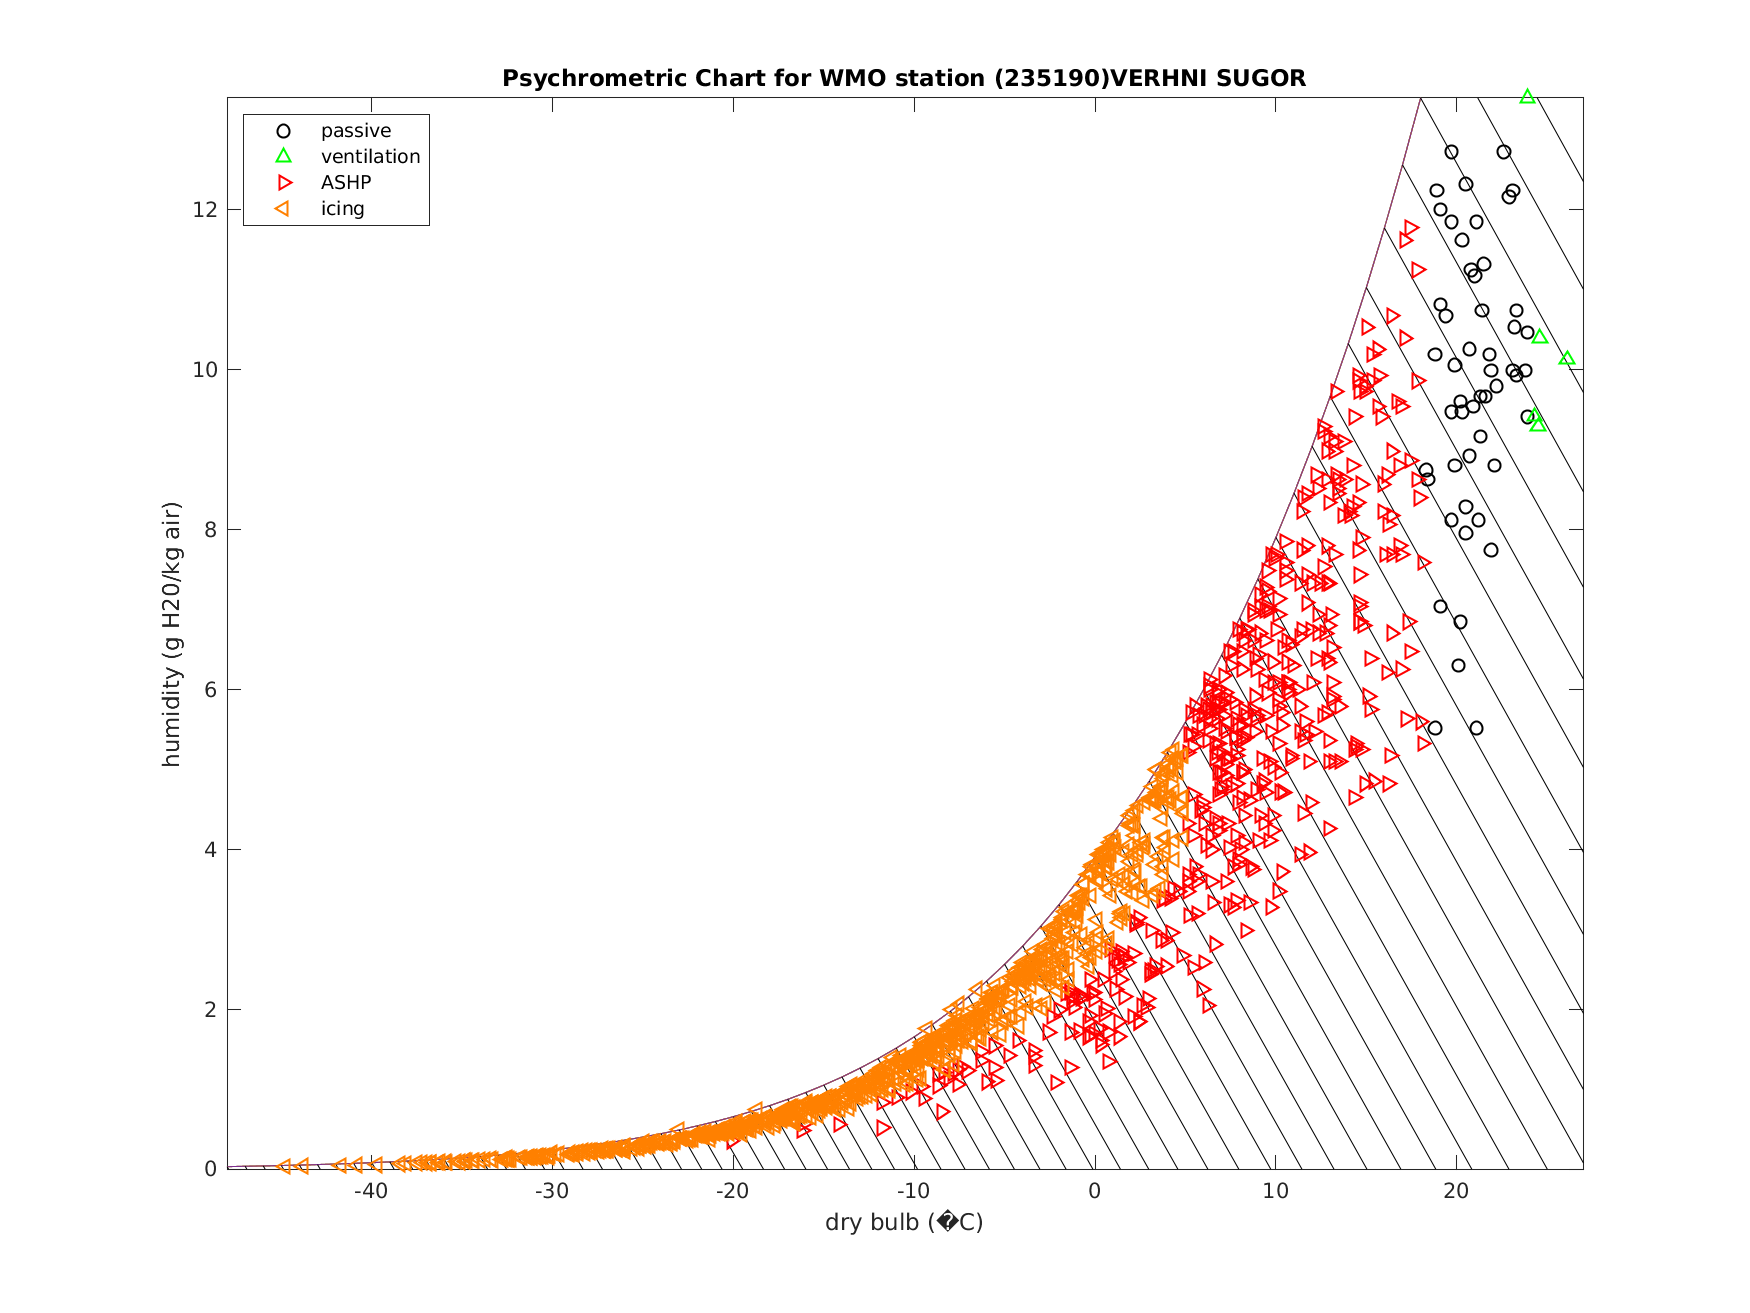 Psychrometric Chart for WMO station (235190)VERHNI SUGOR
passive
ventilation
ASHP
icing
humidity (g H20/kg air)
12
10
8
6
4
2
0
-40 -30 -20 -10 0 10 20
dry bulb (�C)